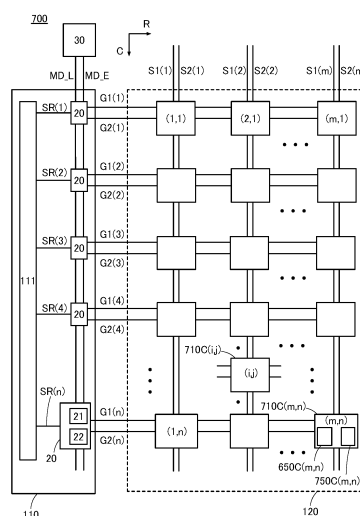 700
30
R
C
MD_L MD_E
S1(1) S2(1) S1(2) S2(2) S1(m) S2(m)
SR(1) 20 G1(1) (1,1) (2,1) (m,1)
G2(1)
SR(2) 20 G1(2)
G2(2)
SR(3) 20 G1(3)
G2(3)
111
SR(4) 20 G1(4)
G2(4)
710C(i,j)
(i,j)
SR(n) 21 G1(n) 710C(m,n) (m,n)
(1,n)
22 G2(n)
20
650C(m,n) 750C(m,n)
110 120